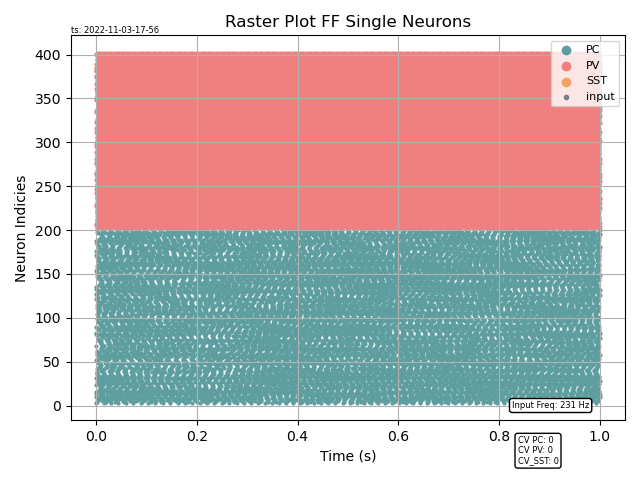 Raster Plot FF Single Neurons
ts: 2022-11-03-17-56
PC
PV
SST
input
Neuron Indicies
400
350
300
250
200
150
100
50
0
Input Freq: 231 Hz
0.0 0.2 0.4 0.6 0.8 1.0
Time (s)
CV PC: 0
CV PV: 0
CV_SST: 0